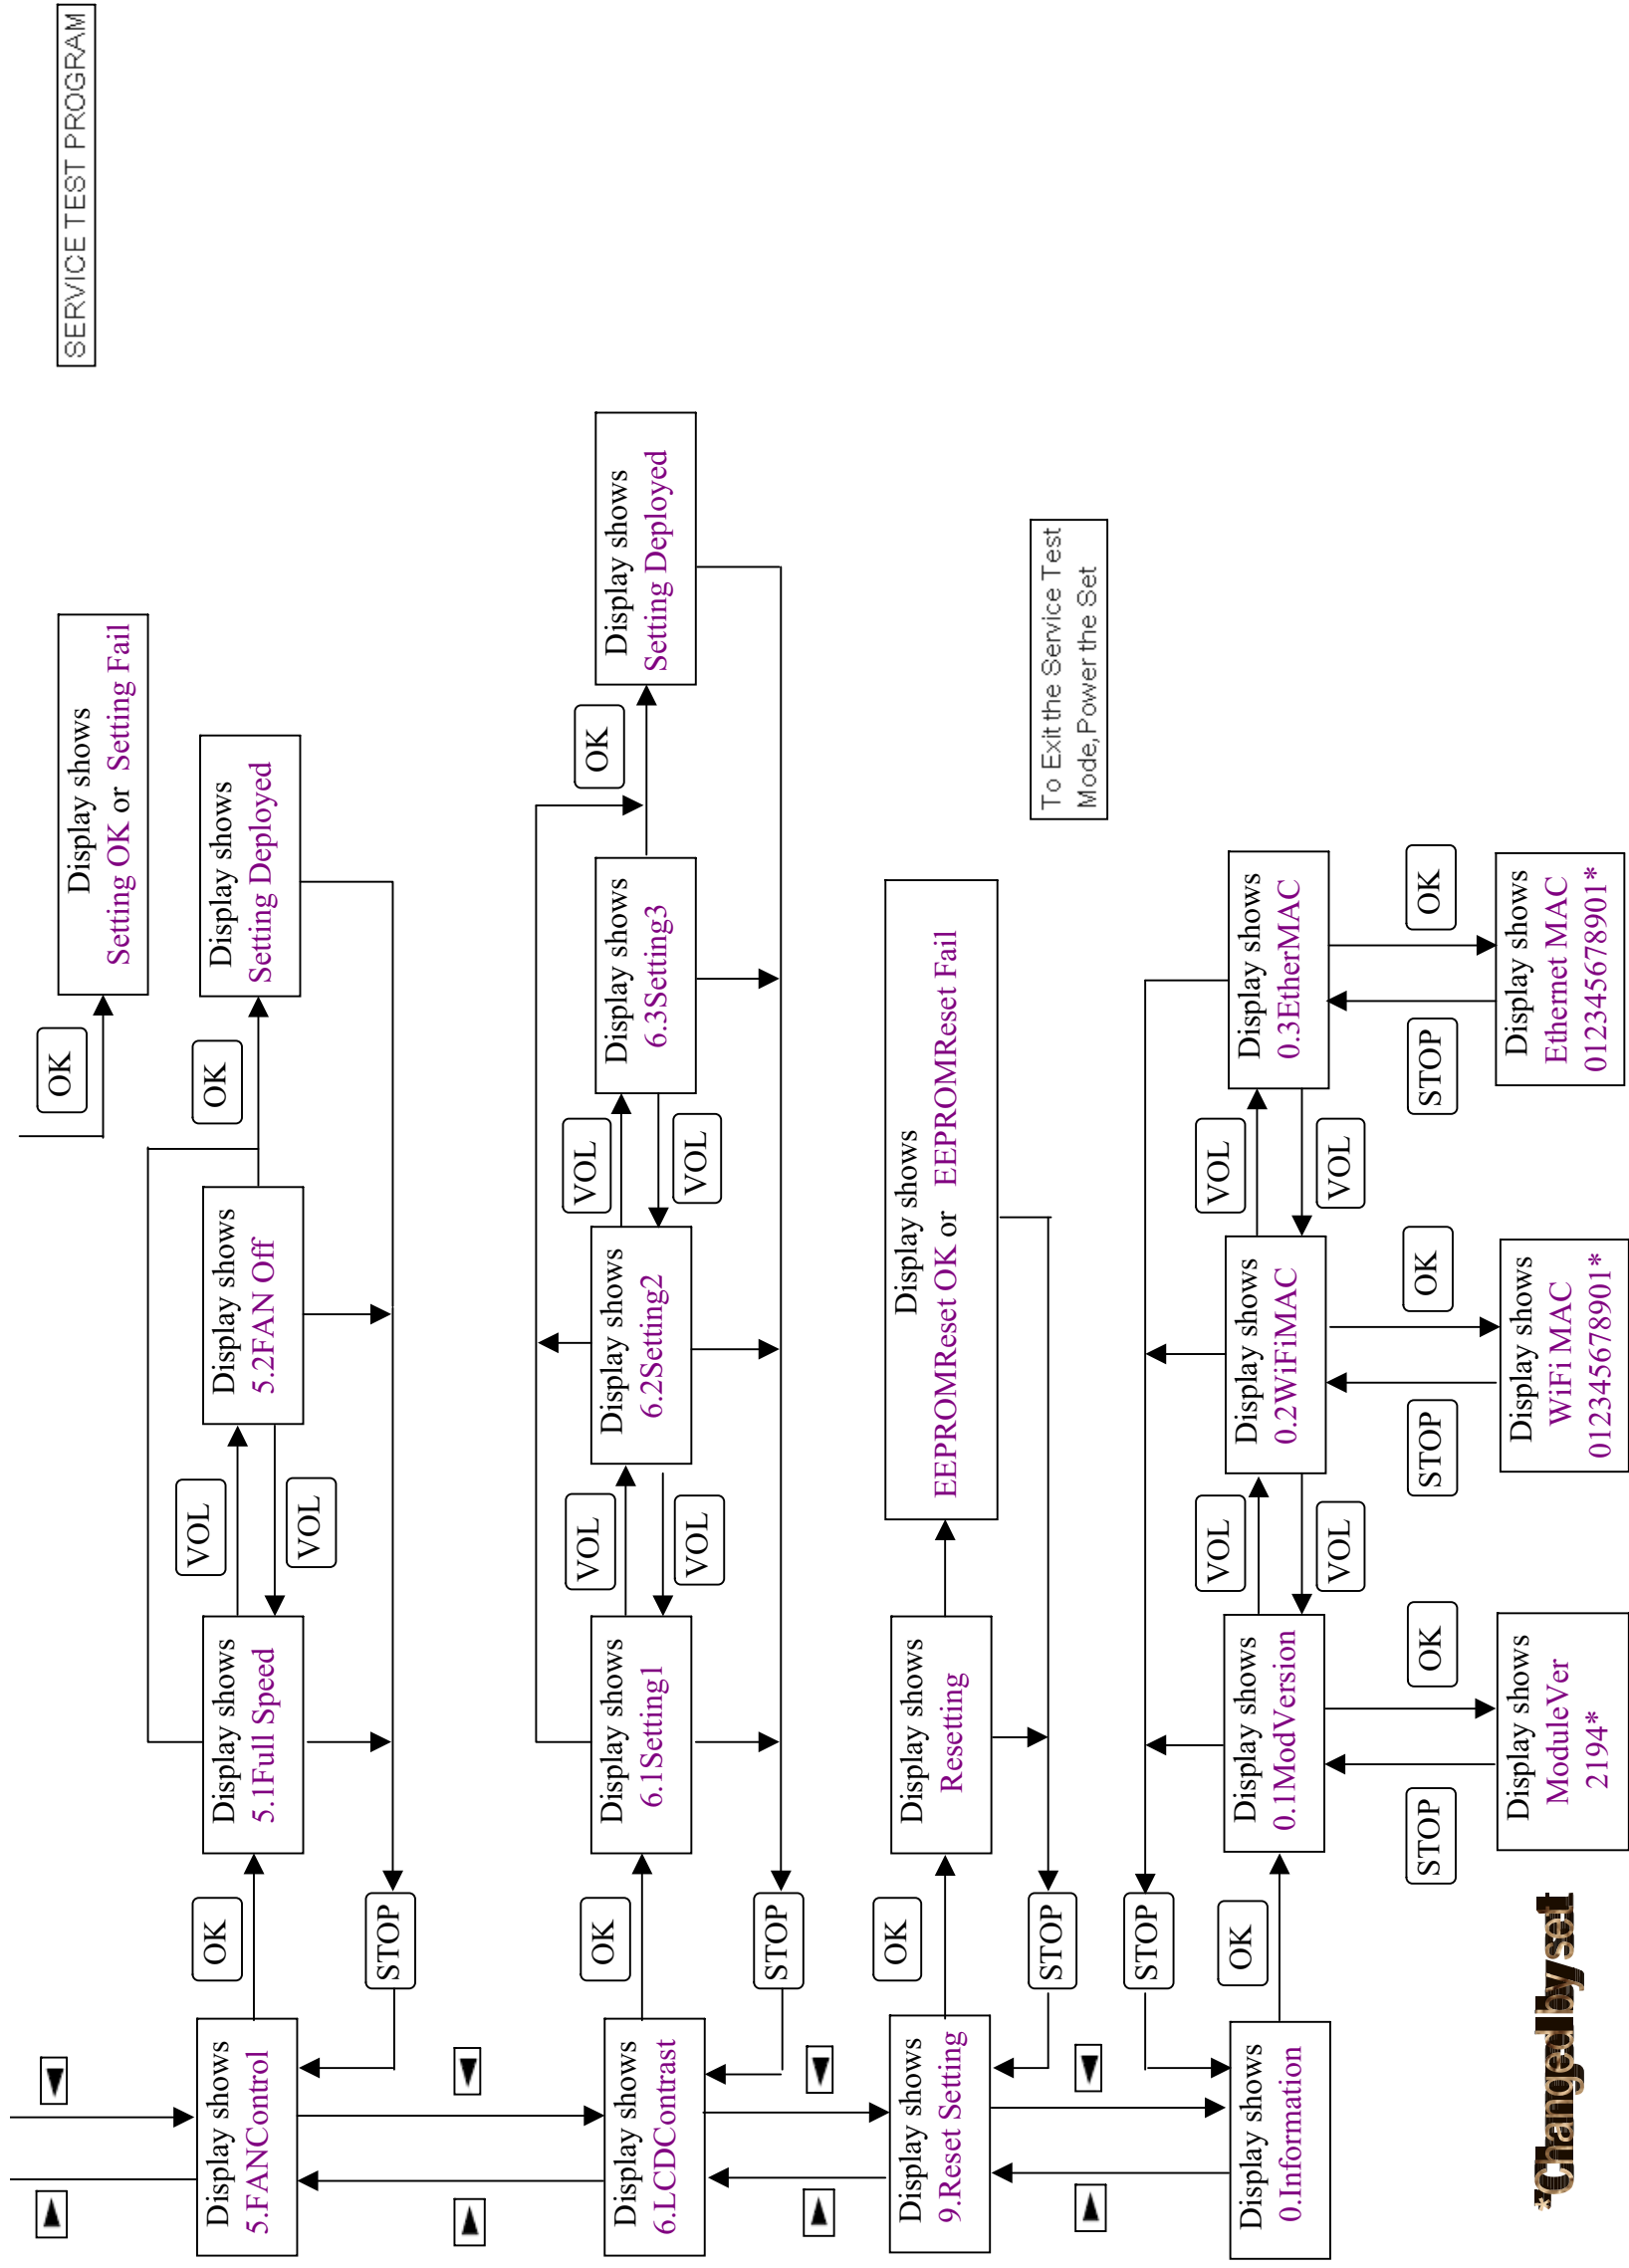 SERVICE TEST PROGRAM
OK
Display shows
Setting OK or Setting Fail
Display shows
5.FANControl
OK
Display shows
5.1Full Speed
VOL
VOL
Display shows
5.2FAN Off
OK
Display shows
Setting Deployed
STOP
Display shows
6.LCDContrast
OK
Display shows
6.1Setting1
VOL
VOL
Display shows
6.2Setting2
VOL
VOL
Display shows
6.3Setting3
OK
Display shows
Setting Deployed
STOP
Display shows
9.Reset Setting
OK
Display shows
Resetting
Display shows
EEPROMReset OK or EEPROMReset Fail
STOP
To Exit the Service Test
Mode,Power the Set
STOP
Display shows
0.Information
OK
Display shows
0.1ModVersion
VOL
VOL
Display shows
0.2WiFiMAC
VOL
VOL
Display shows
0.3EtherMAC
STOP
OK
STOP
OK
STOP
OK
Display shows
ModuleVer
2194*
Display shows
WiFi MAC
012345678901*
Display shows
Ethernet MAC
012345678901*
*Changedbyset